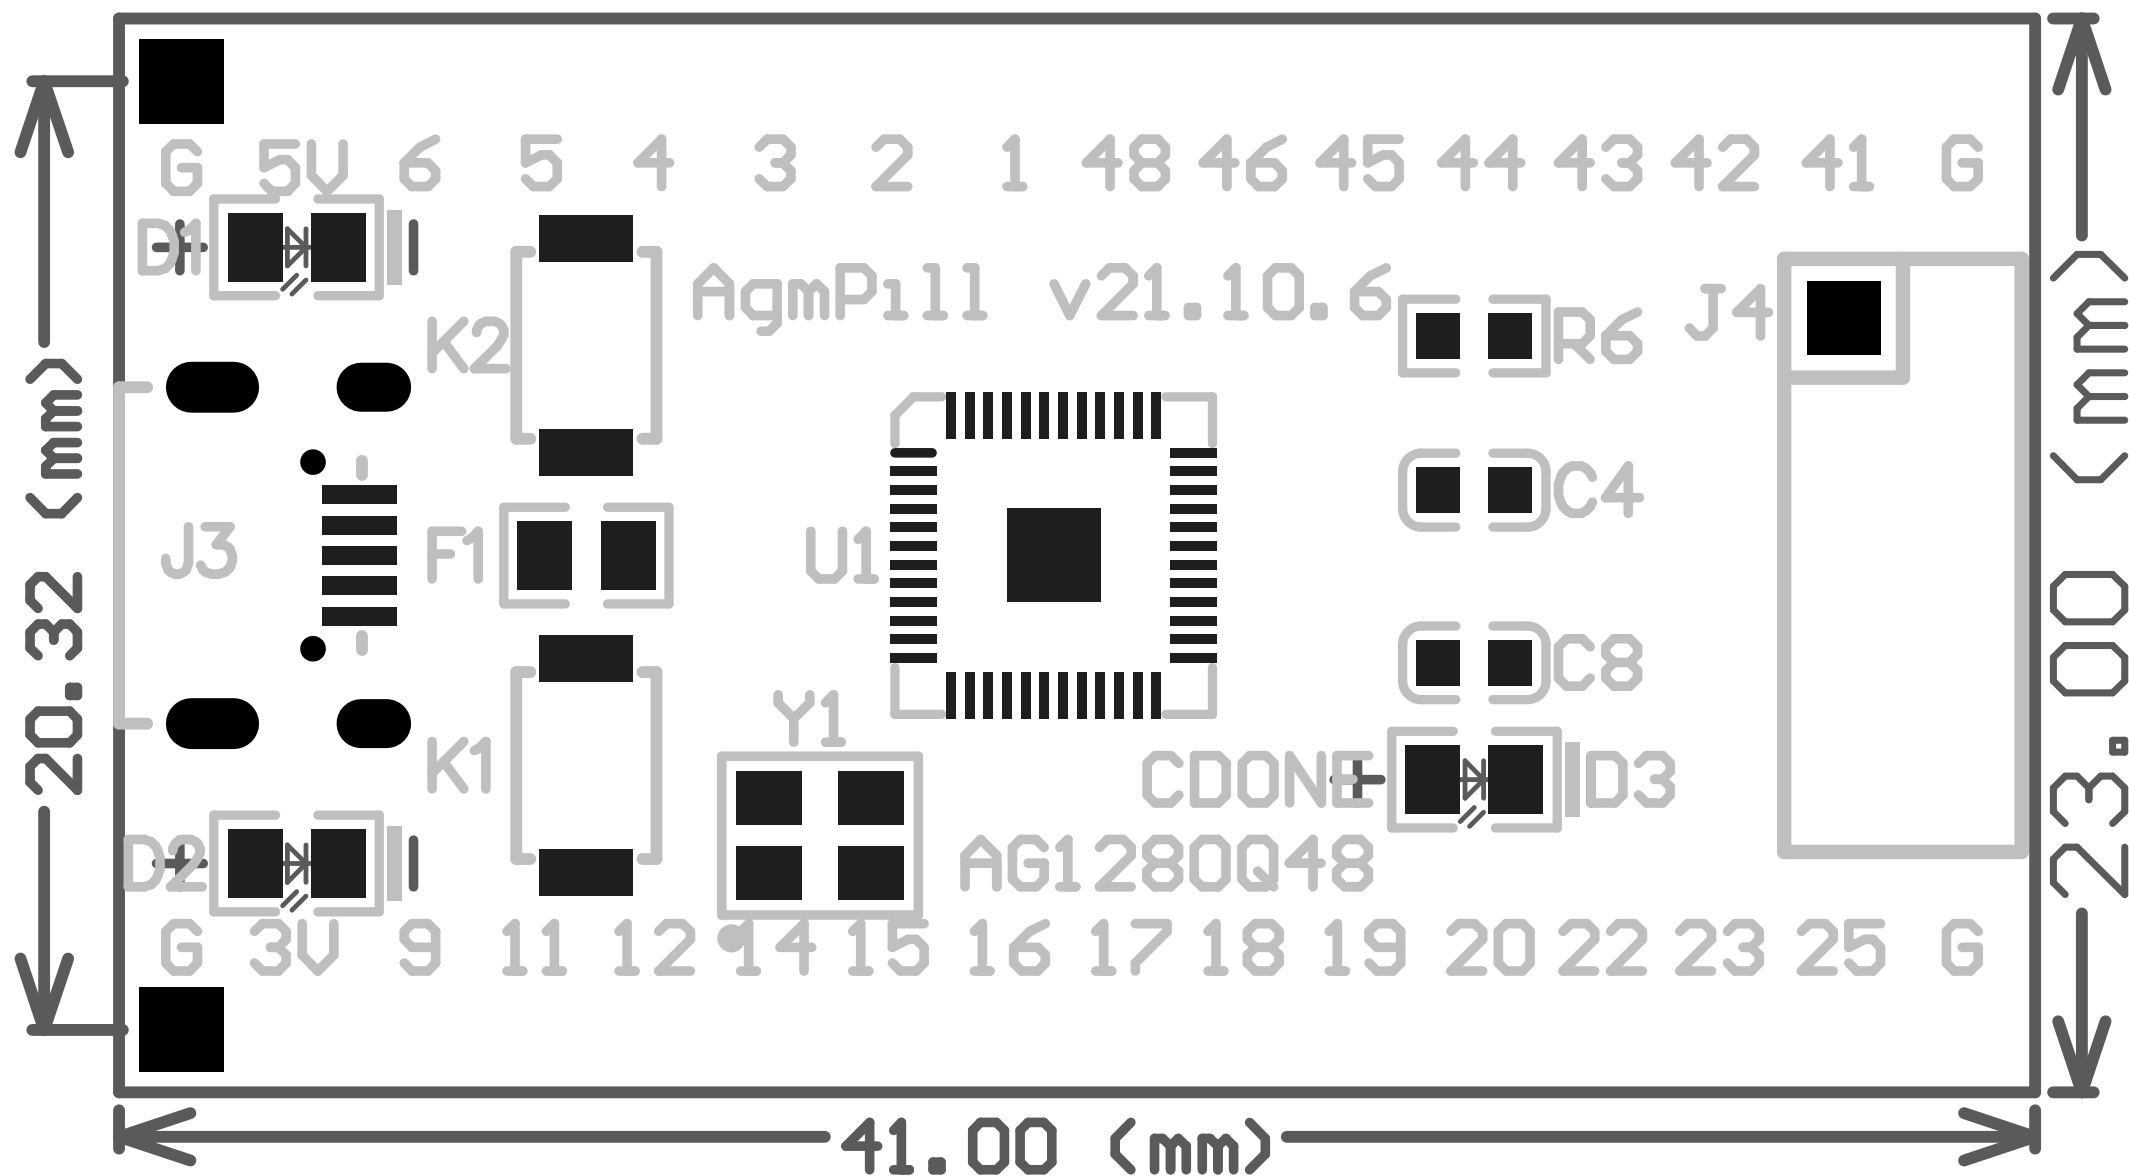 G 5V 6 5 4 3 2 1 48 46 45 44 43 42 41 G
D1
AgmPill v21.10.6
K2
R6
J4
20.32 (mm)
J3
F1
U1
C4
23.00 (mm)
C8
K1
Y1
CDONE
D3
D2
AG1280Q48
G 3V 9 11 12 14 15 16 17 18 19 20 22 23 25 G
41.00 (mm)